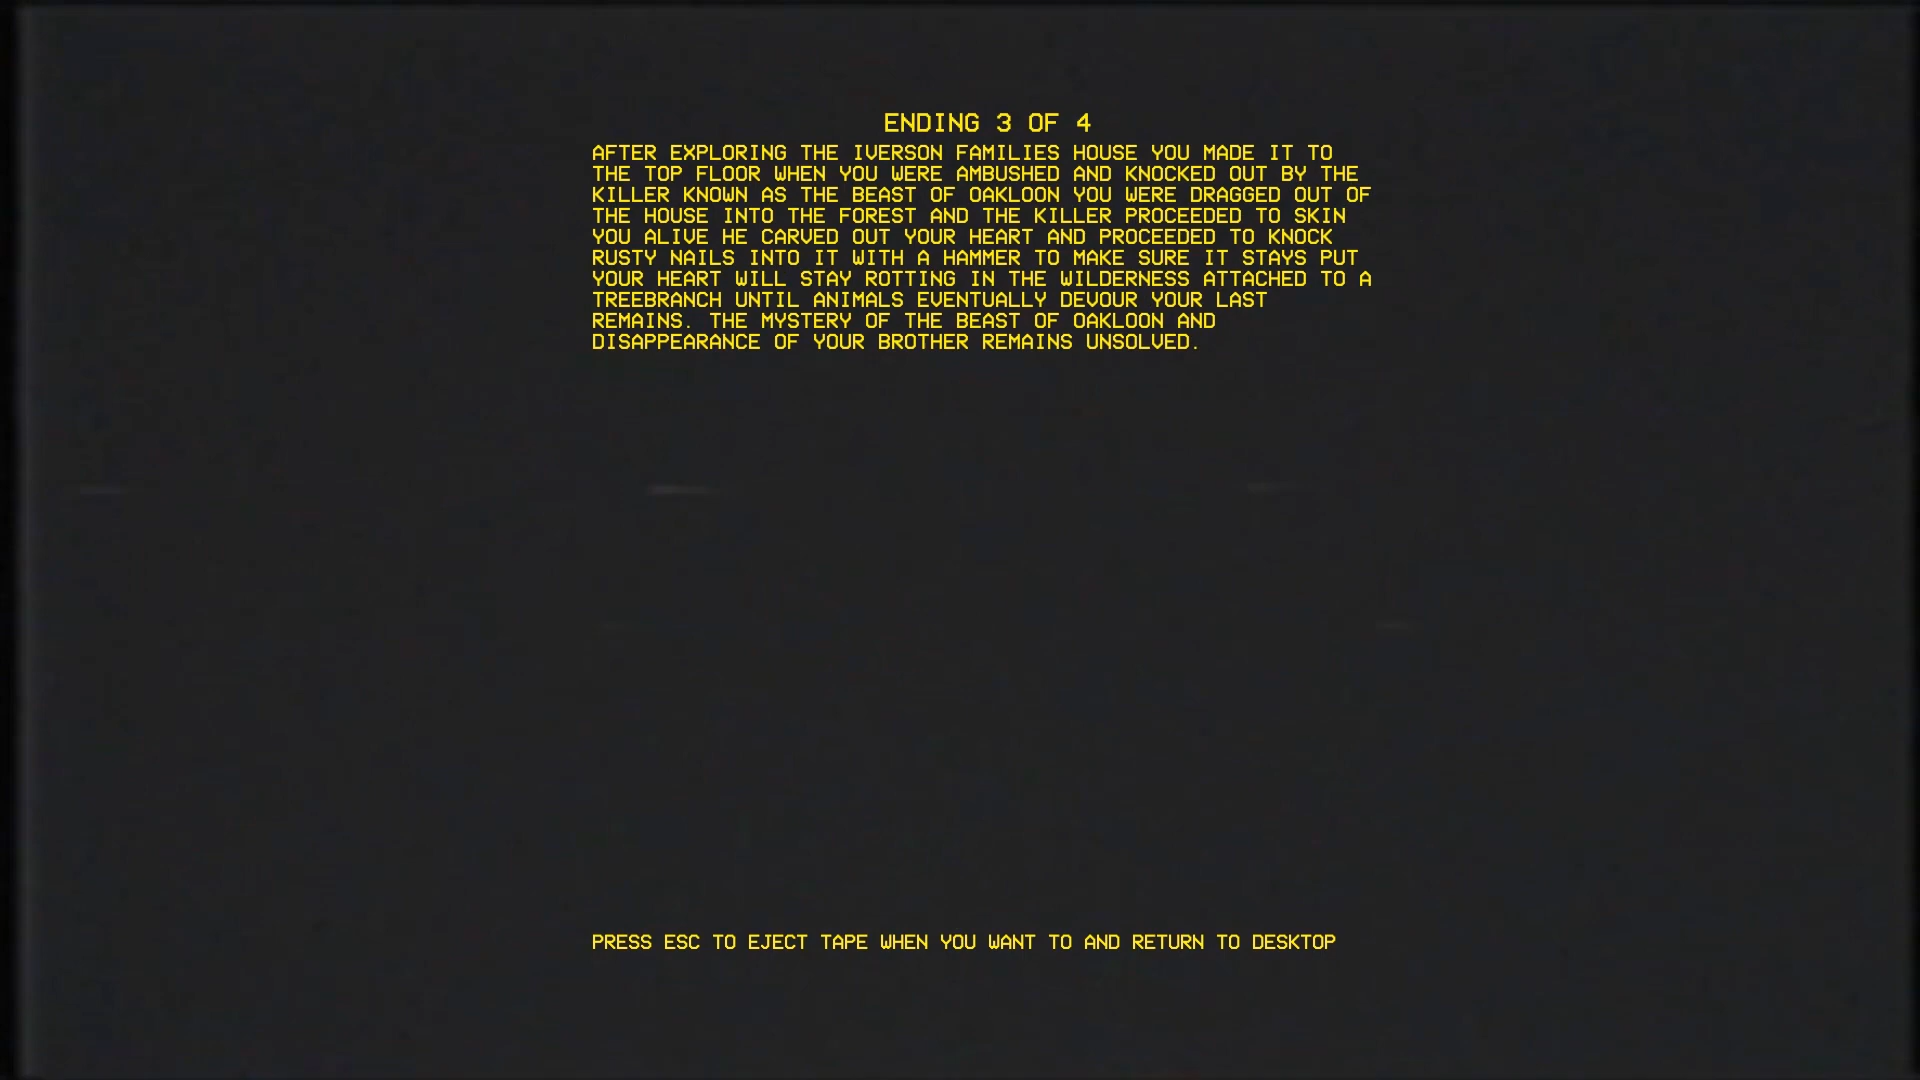 ENDING 3 OF 4
AFTER EXPLORING THE IVERSON FAMILIES HOUSE YOU MADE IT TO
THE TOP FLOOR WHEN YOU WERE AMBUSHED AND KNOCKED OUT BY THE
KILLER KNOWN AS THE BEAST OF OAKLOON YOU WERE DRAGGED OUT OF
THE HOUSE INTO THE FOREST AND THE KILLER PROCEEDED TO SKIN
YOU ALIVE HE CARVED OUT YOUR HEART AND PROCEEDED TO KNOCK
RUSTY NAILS INTO IT WITH A HAMMER TO MAKE SURE IT STAYS PUT
YOUR HEART WILL STAY ROTTING IN THE WILDERNESS ATTACHED TO A
TREEBRANCH UNTIL ANIMALS EVENTUALLY DEVOUR YOUR LAST
REMAINS. THE MYSTERY OF THE BEAST OF OAKLOON AND
DISAPPEARANCE OF YOUR BROTHER REMAINS UNSOLVED.
PRESS ESC TO EJECT TAPE WHEN YOU WANT TO AND RETURN TO DESKTOP